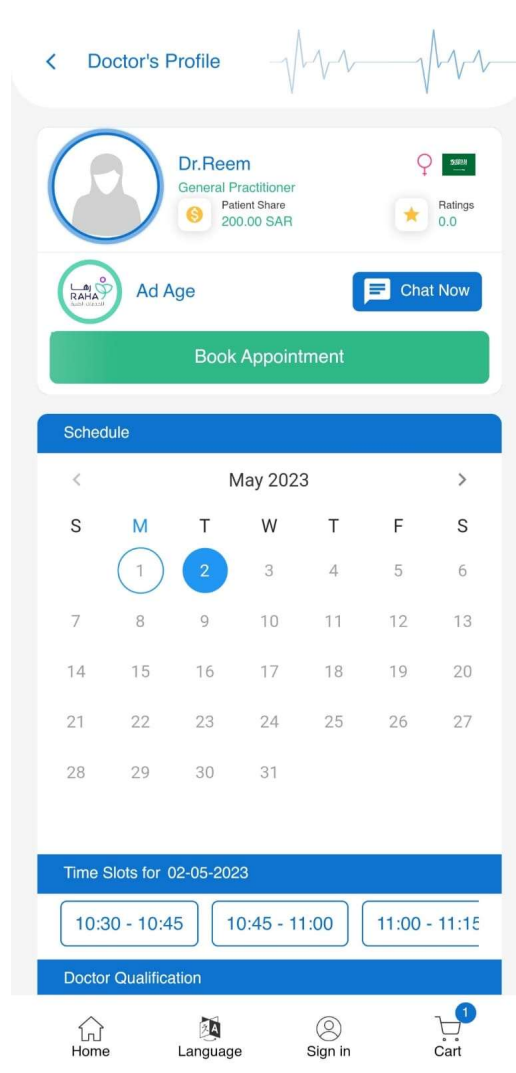 Doctor's Profile
Dr.Reem
General Practitioner
Patient Share
200.00 SAR
Ratings
0.0
رها
RAHA
Ad Age
Chat Now
Book Appointment
Schedule
May 2023
S M T W T F S
1 2 3 4 5 6
7 8 9 10 11 12 13
14 15 16 17 18 19 20
21 22 23 24 25 26 27
28 29 30 31
Time Slots for 02-05-2023
10:30 - 10:45 10:45 - 11:00 11:00 - 11:15
Doctor Qualification
1
Home Language Sign in Cart